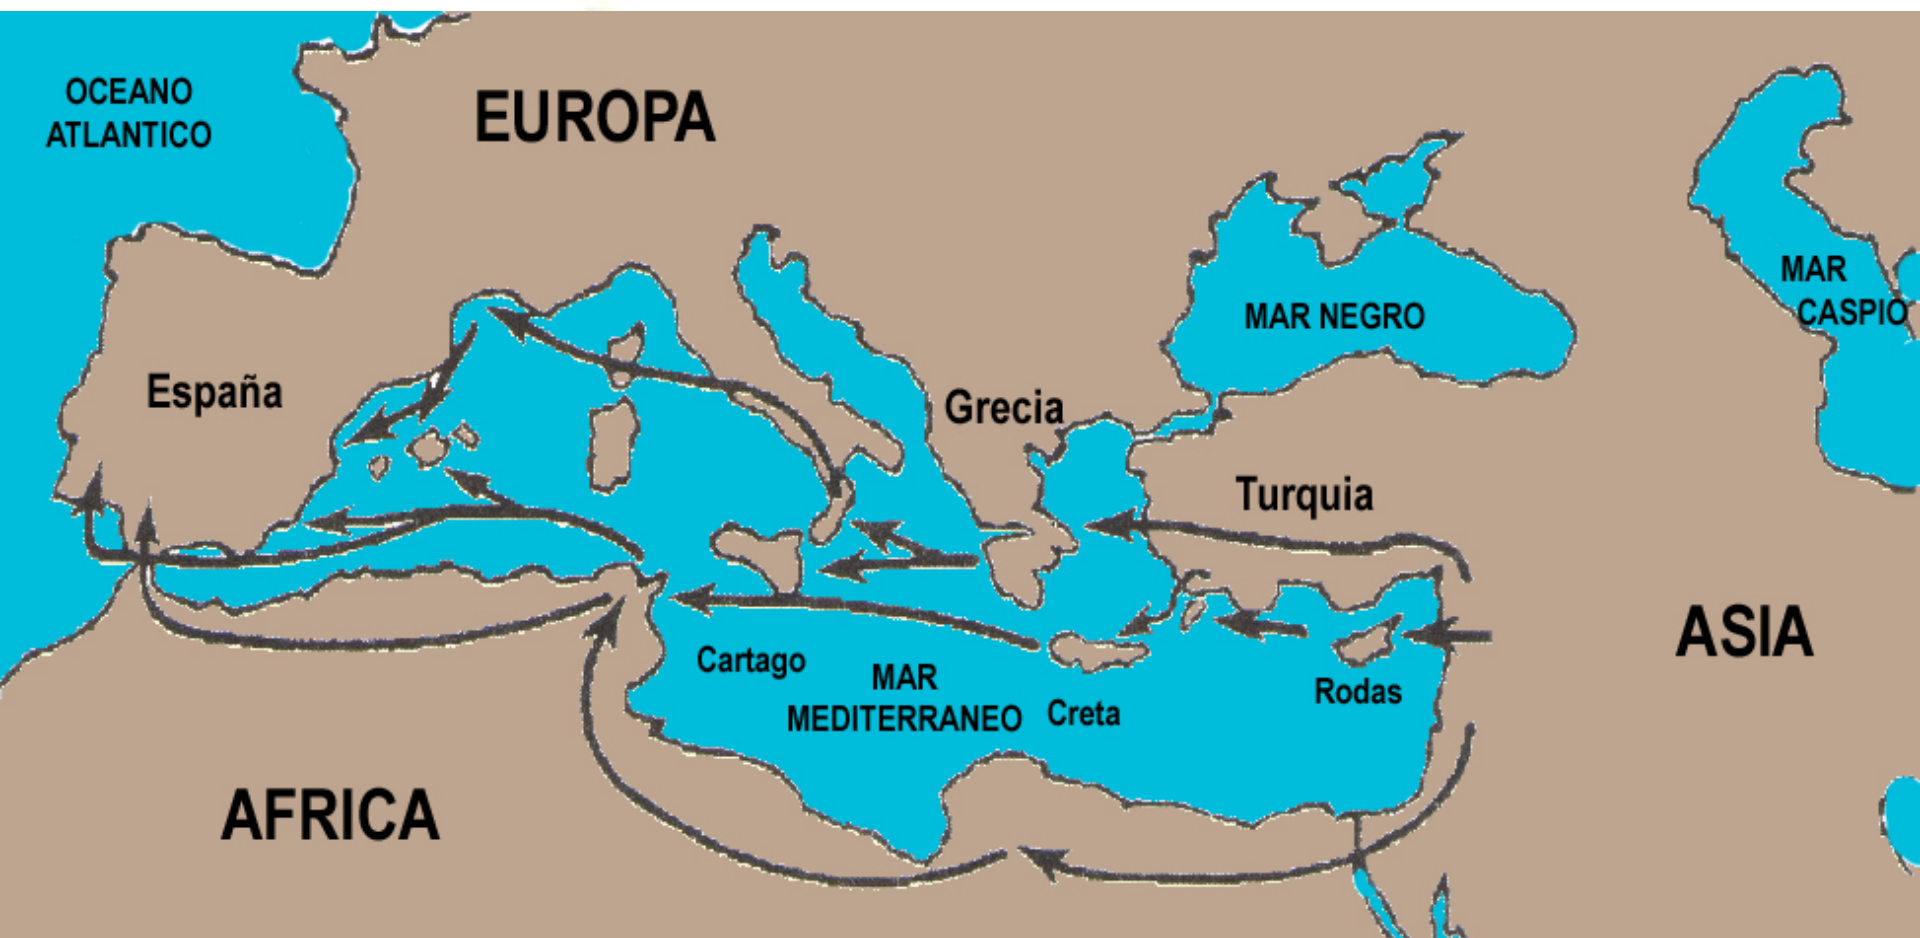 OCEANO
ATLANTICO
EUROPA
MAR
CASPIO
MAR NEGRO
España
Grecia
Turquia
ASIA
Cartago
MAR
MEDITERRANEO
Creta
Rodas
AFRICA